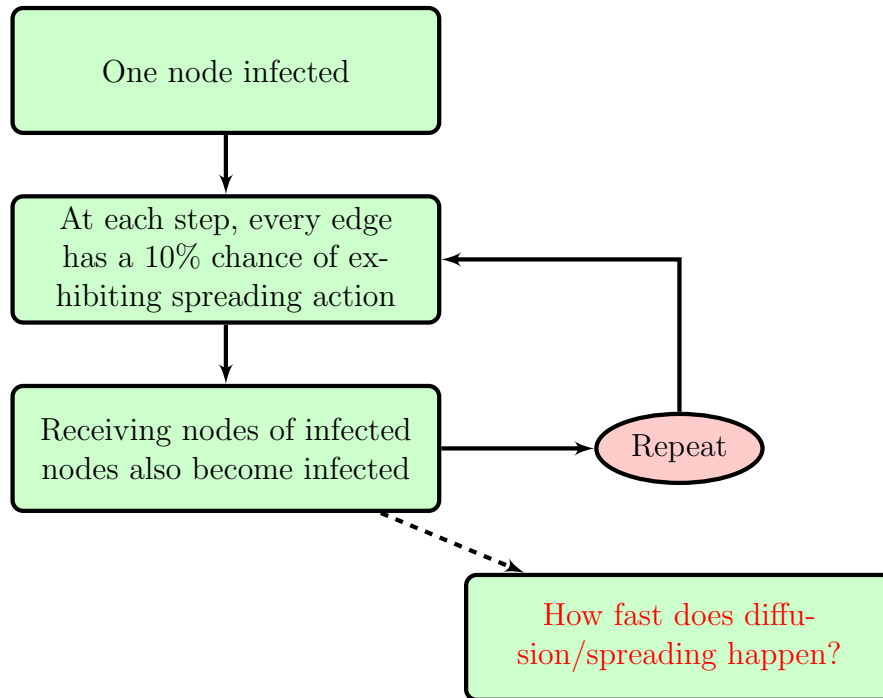 One node infected
At each step, every edge
has a 10% chance of ex-
hibiting spreading action
Receiving nodes of infected
nodes also become infected
Repeat
How fast does diffu-
sion/spreading happen?